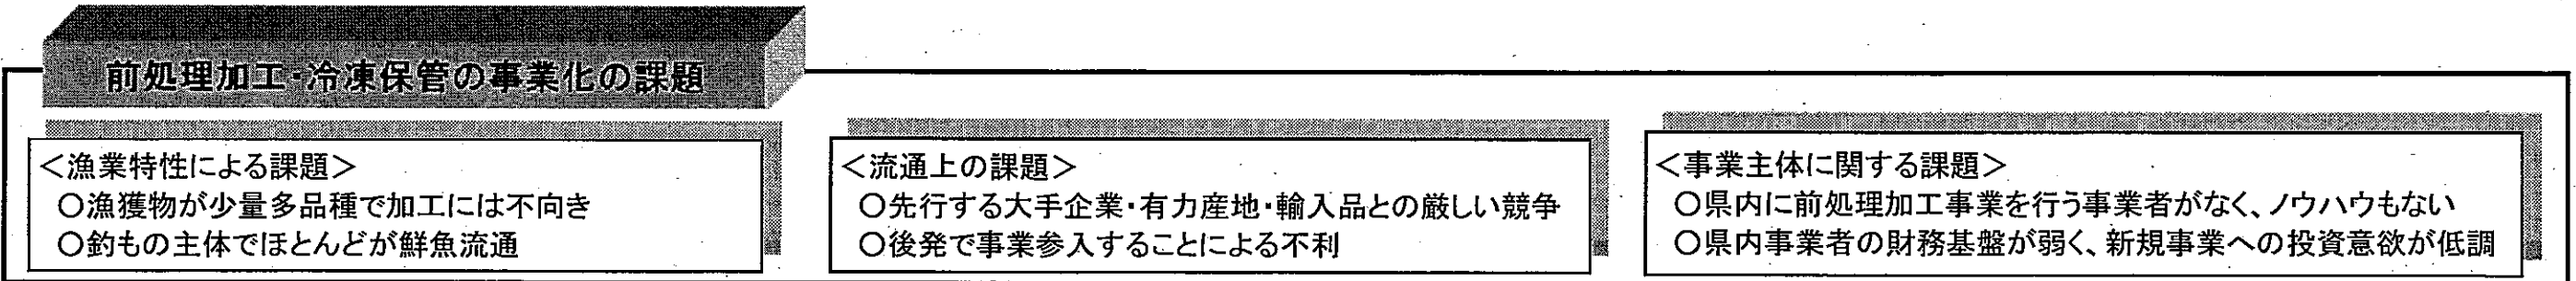 前処理加工・冷凍保管の事業化の課題
＜漁業特性による課題＞
○漁獲物が少量多品種で加工には不向き
○釣もの主体でほとんどが鮮魚流通
＜流通上の課題＞
○先行する大手企業・有力産地・輸入品との厳しい競争
○後発で事業参入することによる不利
＜事業主体に関する課題＞
○県内に前処理加工事業を行う事業者がなく、ノウハウもない
○県内事業者の財務基盤が弱く、新規事業への投資意欲が低調